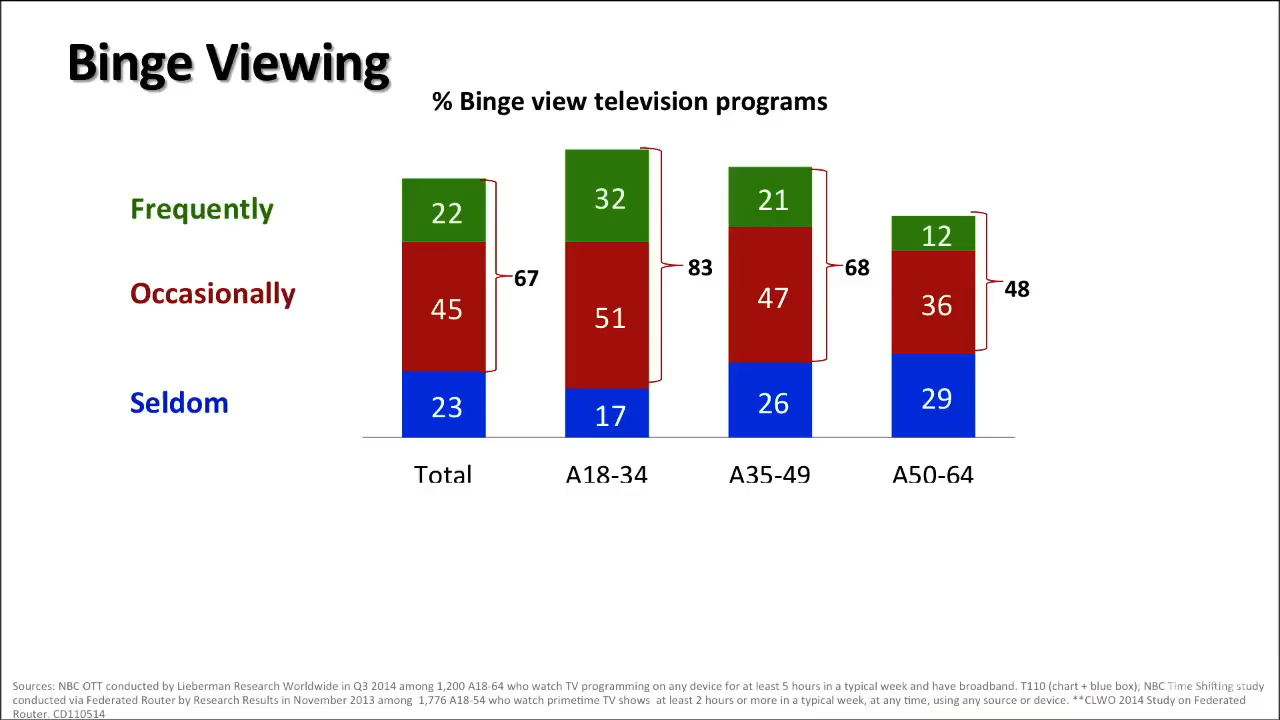 Binge Viewing
% Binge view television programs
Frequently
Occasionally
Seldom
22
45
23
67
32
51
17
83
21
47
26
68
12
36
29
48
Total
A18-34
A35-49
A50-64
Sources: NBC OTT conducted by Lieberman Research Worldwide in Q3 2014 among 1,200 A18-64 who watch TV programming on any device for at least 5 hours in a typical week and have broadband. T110 (chart + blue box); NBC Time Shifting study
conducted via Federated Router by Research Results in November 2013 among 1,776 A18-54 who watch primetime TV shows at least 2 hours or more in a typical week, at any time, using any source or device. **CLWO 2014 Study on Federated
Router. CD110514